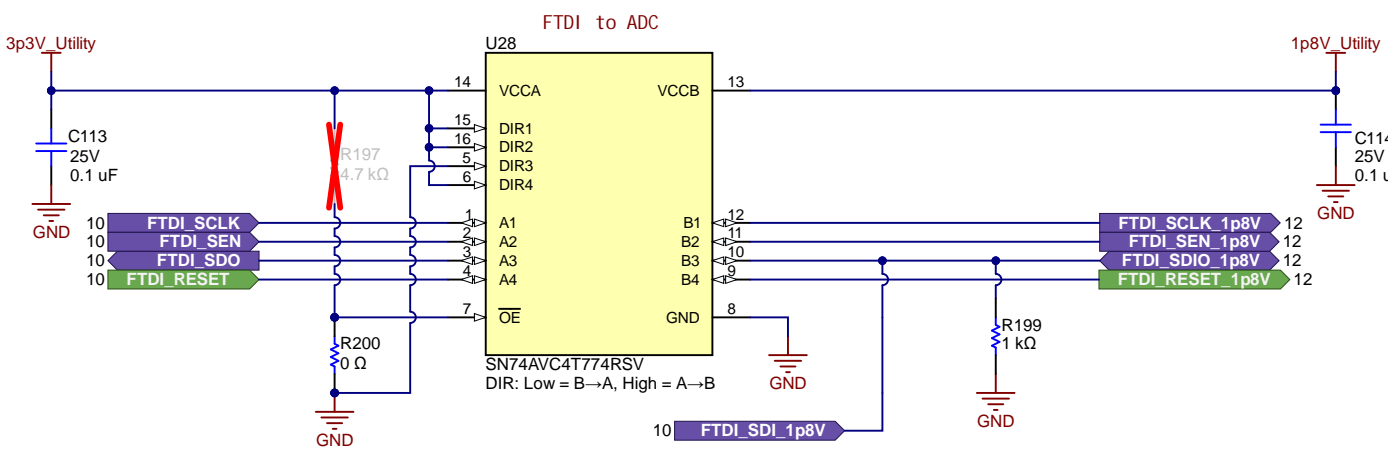 FTDI to ADC
3p3V_Utility
U28
1p8V_Utility
14 VCCA VCCB 13
15 DIR1
16 DIR2
5 DIR3
6 DIR4
C113
25V
0.1 uF
GND
R197
4.7 kΩ
C114
25V
0.1 u
GND
10 FTDI_SCLK 1 A1 B1 12 FTDI_SCLK_1p8V 12
10 FTDI_SEN 2 A2 B2 11 FTDI_SEN_1p8V 12
10 FTDI_SDO 3 A3 B3 10 FTDI_SDIO_1p8V 12
10 FTDI_RESET 4 A4 B4 9 FTDI_RESET_1p8V 12
7 OE GND 8
R200
0 Ω
GND
R199
1 kΩ
GND
GND
SN74AVC4T774RSV
DIR: Low = B→A, High = A→B
10 FTDI_SDI_1p8V